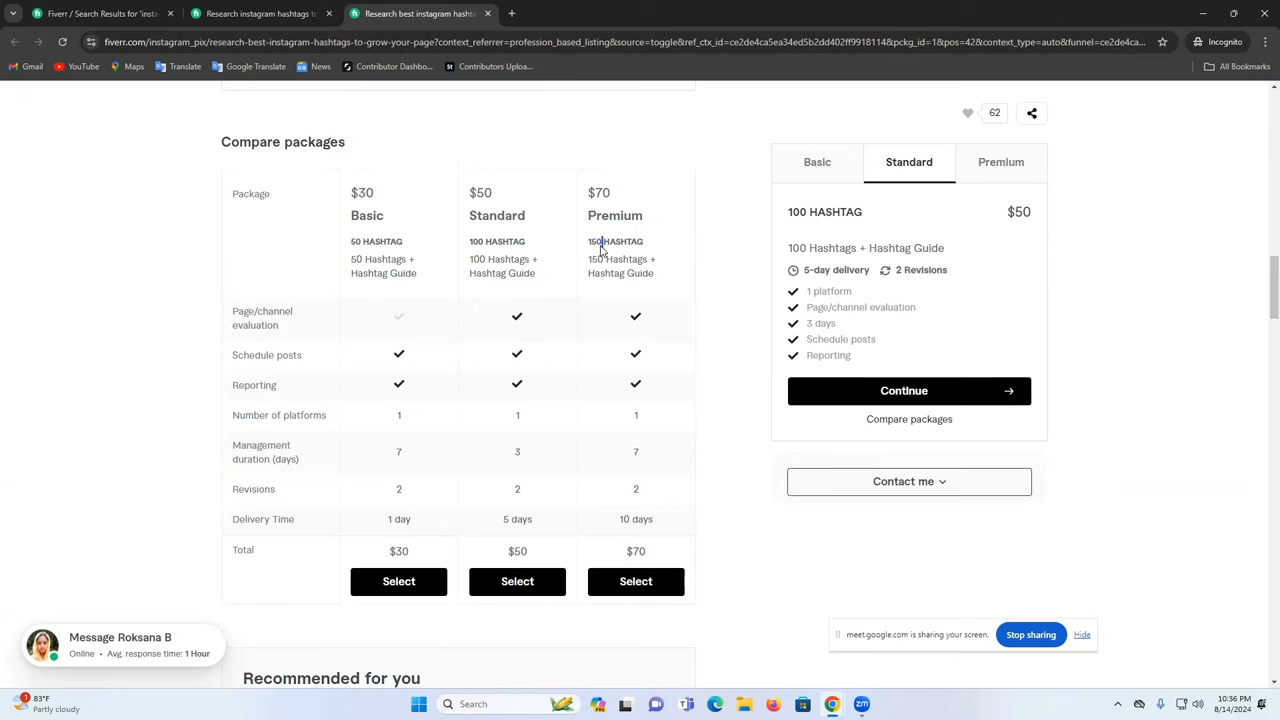 Fiverr / Search Results for 'insta
Research instagram hashtags to
Research best instagram hashta
fiverr.com/instagram_pix/research-best-instagram-hashtags-to-grow-your-page?context_referrer=profession_based_listing&source=toggle&ref_ctx_id=ce2de4ca5ea34ed5b2d402ff9918114&pckg_id=1&pos=42&context_type=auto&funnel=ce2de4ca...
Incognito
Gmail
YouTube
Maps
Translate
Google Translate
News
Contributor Dashbo...
Contributors Uploa...
All Bookmarks
62
Compare packages
Package
$30
Basic
50 HASHTAG
50 Hashtags +
Hashtag Guide
$50
Standard
100 HASHTAG
100 Hashtags +
Hashtag Guide
$70
Premium
150 HASHTAG
150 Hashtags +
Hashtag Guide
Page/channel
evaluation
Schedule posts
Reporting
Number of platforms 1 1 1
Management
duration (days) 7 3 7
Revisions 2 2 2
Delivery Time 1 day 5 days 10 days
Total $30 $50 $70
Select Select Select
Basic Standard Premium
100 HASHTAG $50
100 Hashtags + Hashtag Guide
5-day delivery 2 Revisions
1 platform
Page/channel evaluation
3 days
Schedule posts
Reporting
Continue
Compare packages
Contact me
Message Roksana B
Online • Avg. response time: 1 Hour
meet.google.com is sharing your screen. Stop sharing Hide
Recommended for you
1
83°F
Partly cloudy
Search
10:36 PM
8/14/2024